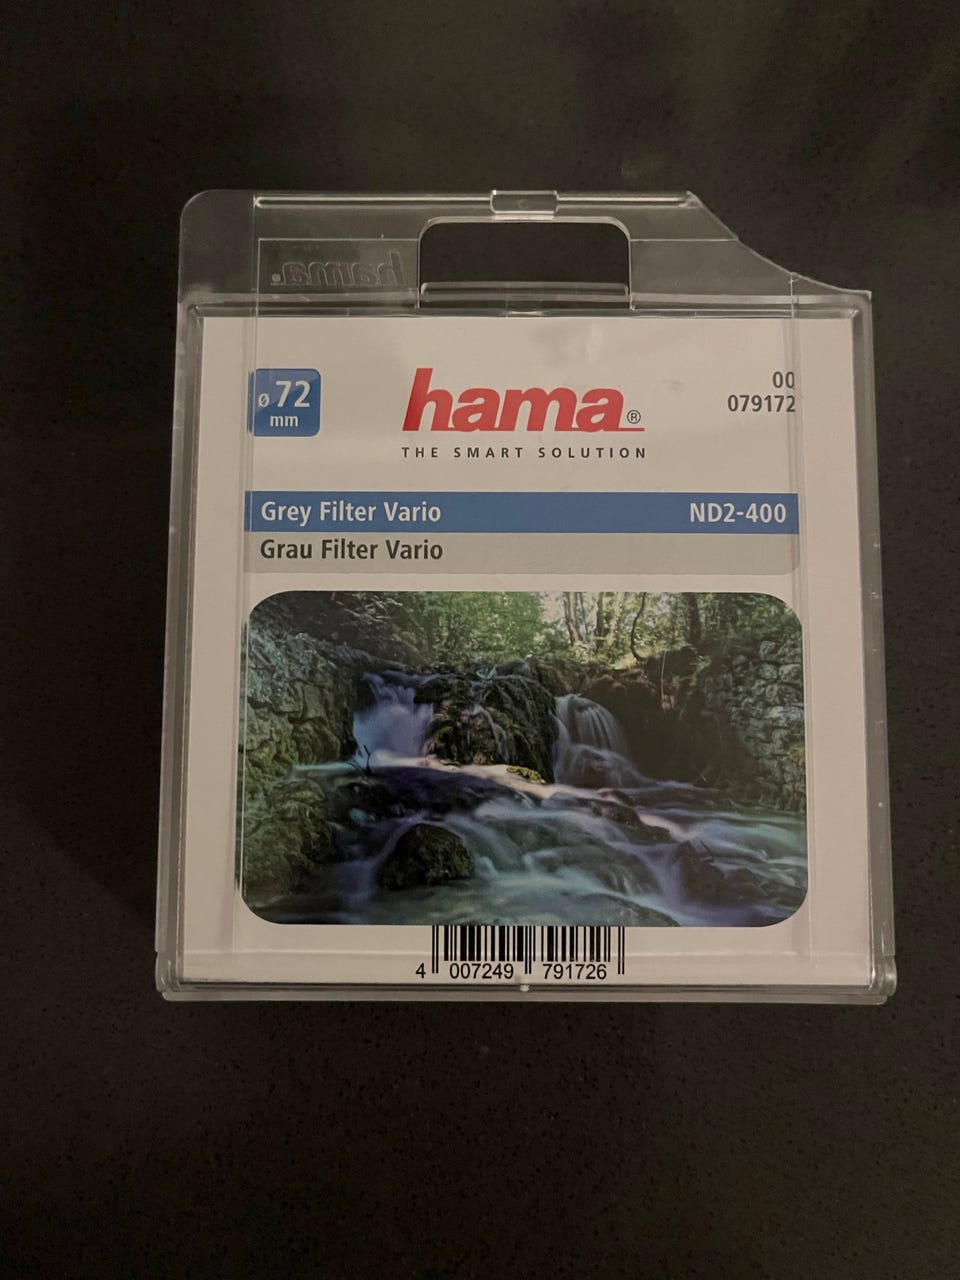 hama®
ø72
mm
hama®
THE SMART SOLUTION
00
079172
Grey Filter Vario ND2-400
Grau Filter Vario
4 007249 791726